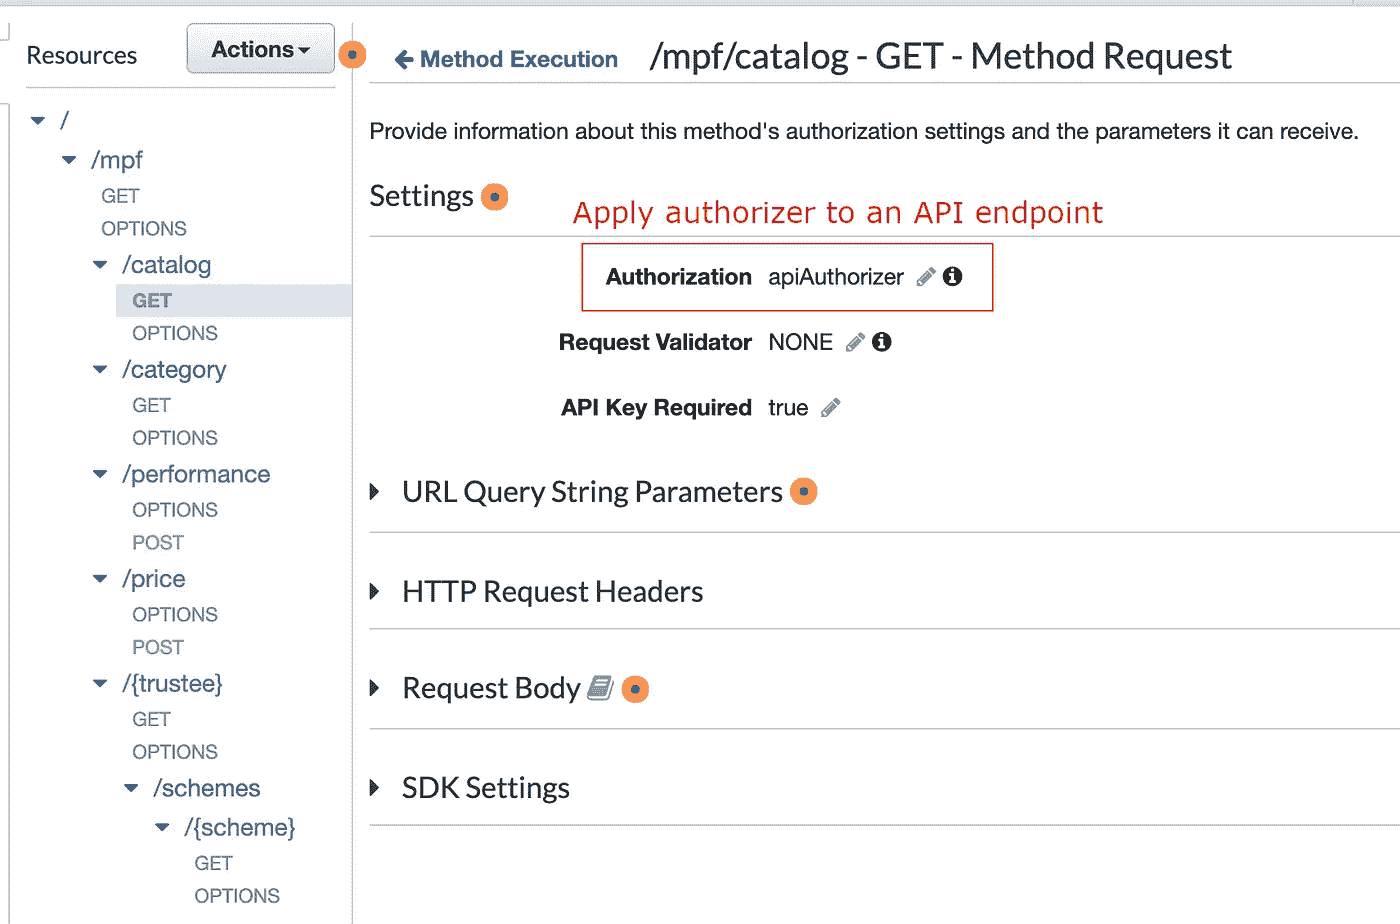 Resources
Actions
/
/mpf
GET
OPTIONS
/catalog
GET
OPTIONS
/category
GET
OPTIONS
/performance
OPTIONS
POST
/price
OPTIONS
POST
/{trustee}
GET
OPTIONS
/schemes
/{scheme}
GET
OPTIONS
Method Execution /mpf/catalog - GET - Method Request
Provide information about this method's authorization settings and the parameters it can receive.
Settings
Apply authorizer to an API endpoint
Authorization apiAuthorizer
Request Validator NONE
API Key Required true
URL Query String Parameters
HTTP Request Headers
Request Body
SDK Settings